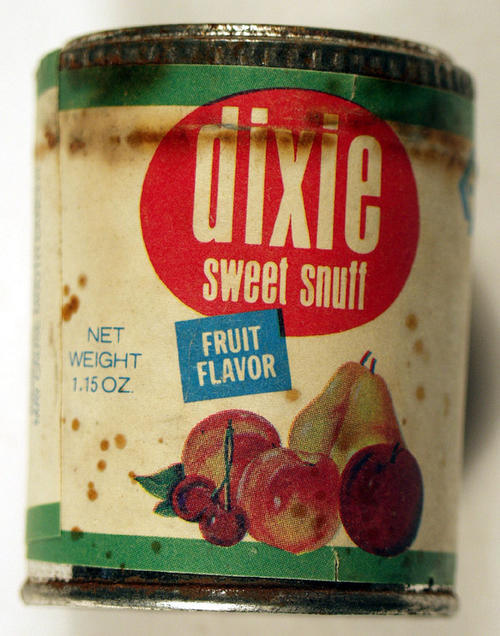 dixie
sweet snuff
FRUIT
FLAVOR
NET
WEIGHT
1.15 OZ.